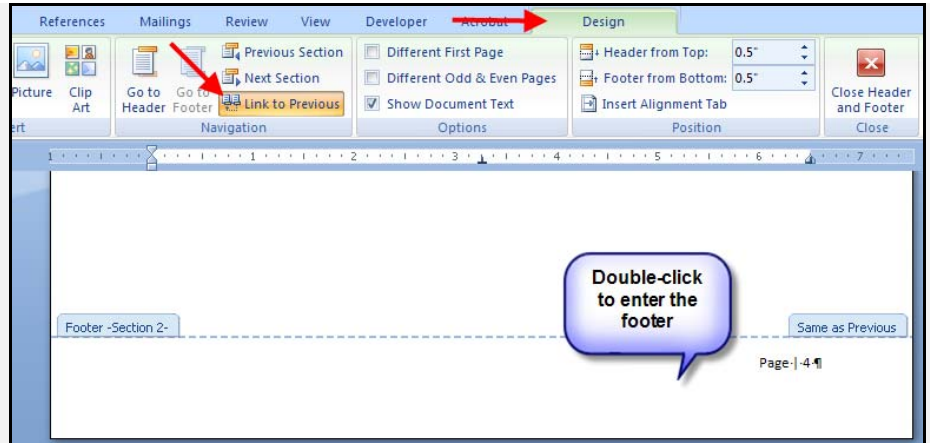 References Mailings Review View Developer Acrobat Design
Picture
Clip Art
Go to Header
Go to Footer
Previous Section
Next Section
Link to Previous
Different First Page
Different Odd & Even Pages
Show Document Text
Header from Top: 0.5"
Footer from Bottom: 0.5"
Insert Alignment Tab
Close Header and Footer
ert Navigation Options Position Close
1 1 2 3 4 5 6 7
Double-click
to enter the
footer
Footer -Section 2-
Same as Previous
Page·|·4·¶